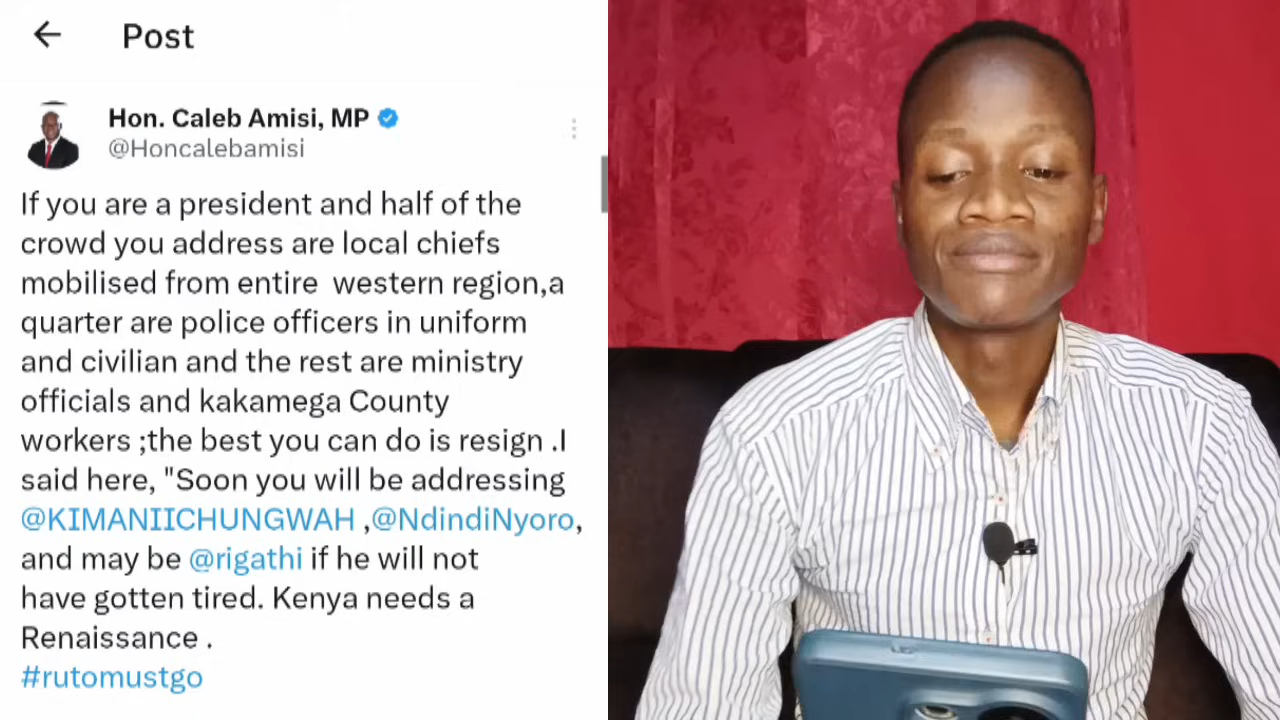 Post
Hon. Caleb Amisi, MP
@Honcalebamisi
If you are a president and half of the
crowd you address are local chiefs
mobilised from entire  western region,a
quarter are police officers in uniform
and civilian and the rest are ministry
officials and kakamega County
workers ;the best you can do is resign .I
said here, "Soon you will be addressing
@KIMANIICHUNGWAH ,@NdindiNyoro,
and may be @rigathi if he will not
have gotten tired. Kenya needs a
Renaissance .
#rutomustgo